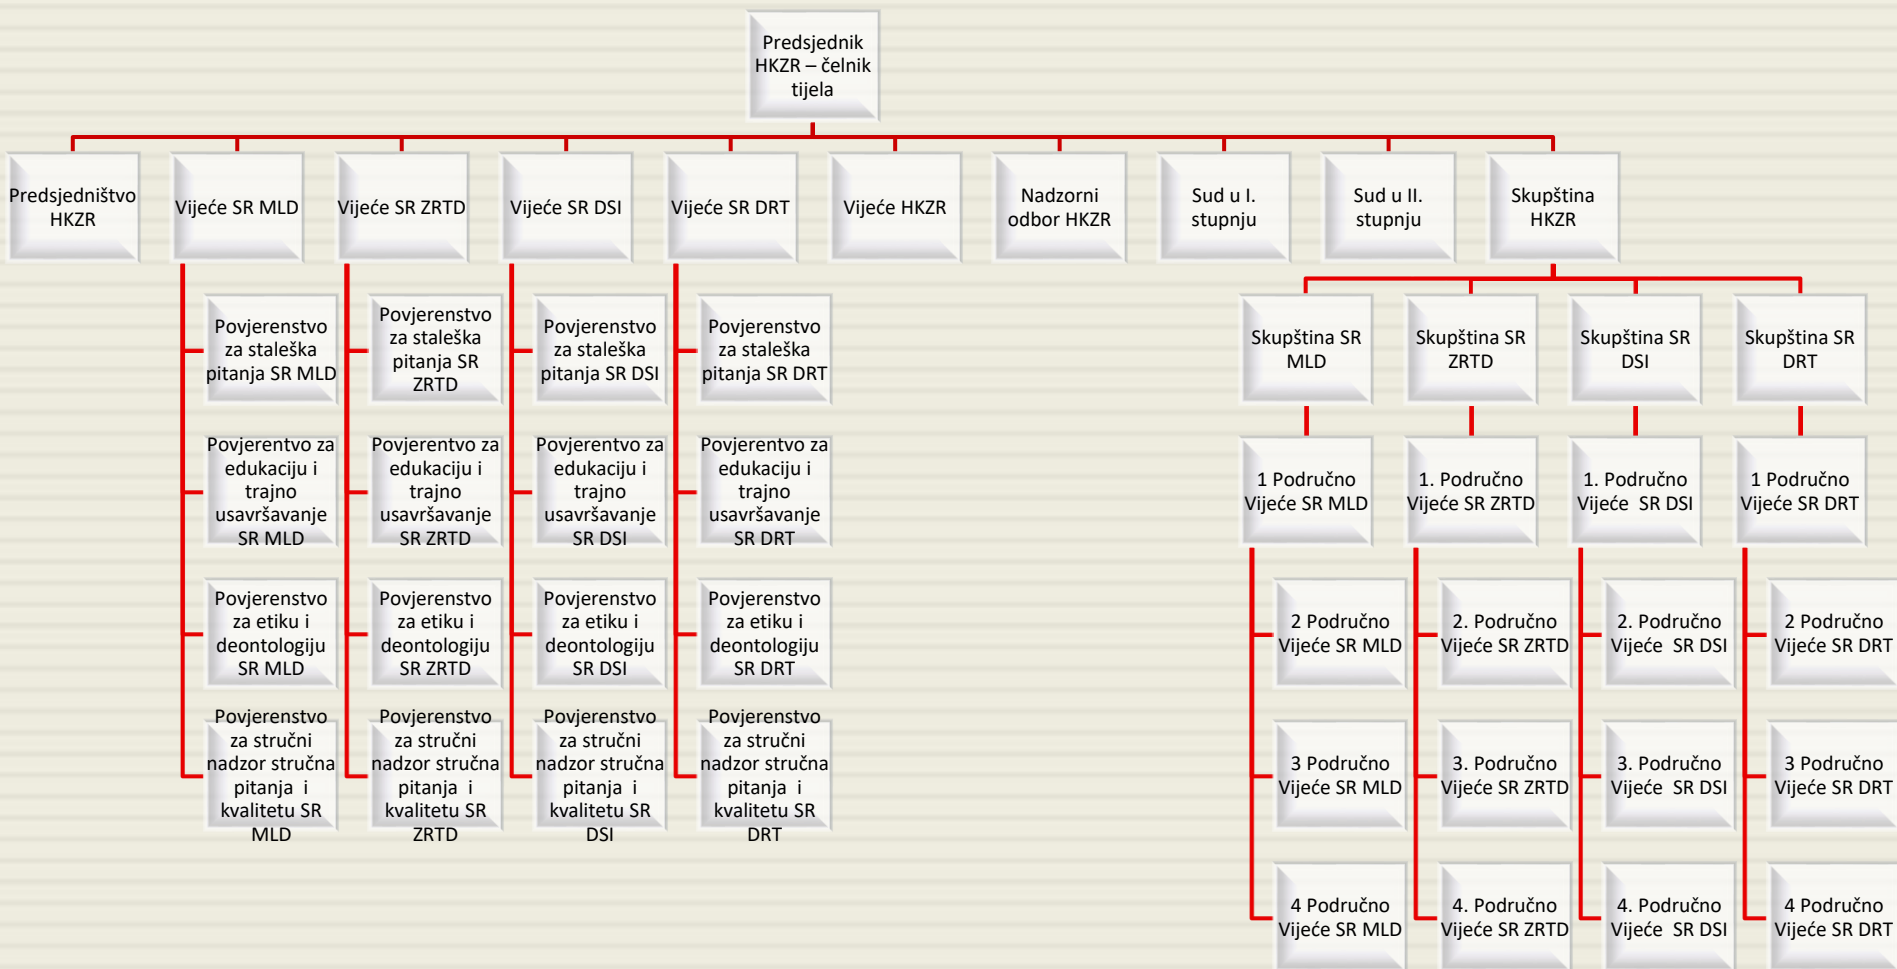 Predsjednik
HKZR – čelnik
tijela
Predsjedništvo
HKZR
Vijeće SR MLD
Vijeće SR ZRTD
Vijeće SR DSI
Vijeće SR DRT
Vijeće HKZR
Nadzorni
odbor HKZR
Sud u I.
stupnju
Sud u II.
stupnju
Skupština
HKZR
Povjerenstvo
za staleška
pitanja SR MLD
Povjerenstvo
za staleška
pitanja SR
ZRTD
Povjerenstvo
za staleška
pitanja SR DSI
Povjerenstvo
za staleška
pitanja SR DRT
Skupština SR
MLD
Skupština SR
ZRTD
Skupština SR
DSI
Skupština SR
DRT
Povjerentvo za
edukaciju i
trajno
usavršavanje
SR MLD
Povjerentvo za
edukaciju i
trajno
usavršavanje
SR ZRTD
Povjerentvo za
edukaciju i
trajno
usavršavanje
SR DSI
Povjerentvo za
edukaciju i
trajno
usavršavanje
SR DRT
1 Područno
Vijeće SR MLD
1. Područno
Vijeće SR ZRTD
1. Područno
Vijeće  SR DSI
1 Područno
Vijeće SR DRT
Povjerenstvo
za etiku i
deontologiju
SR MLD
Povjerenstvo
za etiku i
deontologiju
SR ZRTD
Povjerenstvo
za etiku i
deontologiju
SR DSI
Povjerenstvo
za etiku i
deontologiju
SR DRT
2 Područno
Vijeće SR MLD
2. Područno
Vijeće SR ZRTD
2. Područno
Vijeće  SR DSI
2 Područno
Vijeće SR DRT
Povjerenstvo
za stručni
nadzor stručna
pitanja  i
kvalitetu SR
MLD
Povjerenstvo
za stručni
nadzor stručna
pitanja  i
kvalitetu SR
ZRTD
Povjerenstvo
za stručni
nadzor stručna
pitanja  i
kvalitetu SR
DSI
Povjerenstvo
za stručni
nadzor stručna
pitanja  i
kvalitetu SR
DRT
3 Područno
Vijeće SR MLD
3. Područno
Vijeće SR ZRTD
3. Područno
Vijeće  SR DSI
3 Područno
Vijeće SR DRT
4 Područno
Vijeće SR MLD
4. Područno
Vijeće SR ZRTD
4. Područno
Vijeće  SR DSI
4 Područno
Vijeće SR DRT